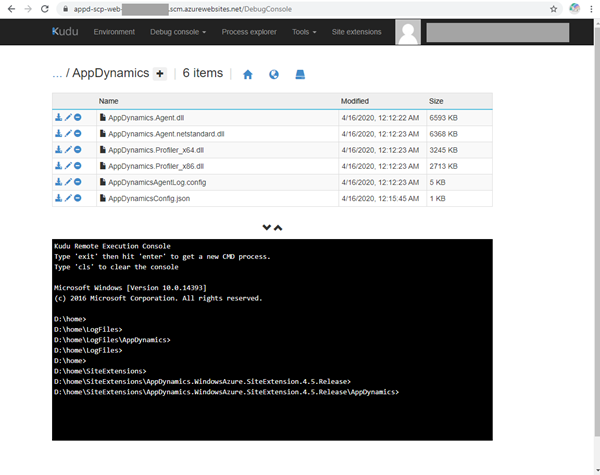 appd-scp-web- .scm.azurewebsites.net/DebugConsole
Kudu Environment Debug console Process explorer Tools Site extensions
... / AppDynamics + | 6 items |
Name Modified Size
AppDynamics.Agent.dll 4/16/2020, 12:12:22 AM 6593 KB
AppDynamics.Agent.netstandard.dll 4/16/2020, 12:12:23 AM 6368 KB
AppDynamics.Profiler_x64.dll 4/16/2020, 12:12:23 AM 3245 KB
AppDynamics.Profiler_x86.dll 4/16/2020, 12:12:23 AM 2713 KB
AppDynamicsAgentLog.config 4/16/2020, 12:12:23 AM 5 KB
AppDynamicsConfig.json 4/16/2020, 12:15:45 AM 1 KB
Kudu Remote Execution Console
Type 'exit' then hit 'enter' to get a new CMD process.
Type 'cls' to clear the console
Microsoft Windows [Version 10.0.14393]
(c) 2016 Microsoft Corporation. All rights reserved.
D:\home>
D:\home\LogFiles>
D:\home\LogFiles\AppDynamics>
D:\home\LogFiles>
D:\home>
D:\home\SiteExtensions>
D:\home\SiteExtensions\AppDynamics.WindowsAzure.SiteExtension.4.5.Release>
D:\home\SiteExtensions\AppDynamics.WindowsAzure.SiteExtension.4.5.Release\AppDynamics>